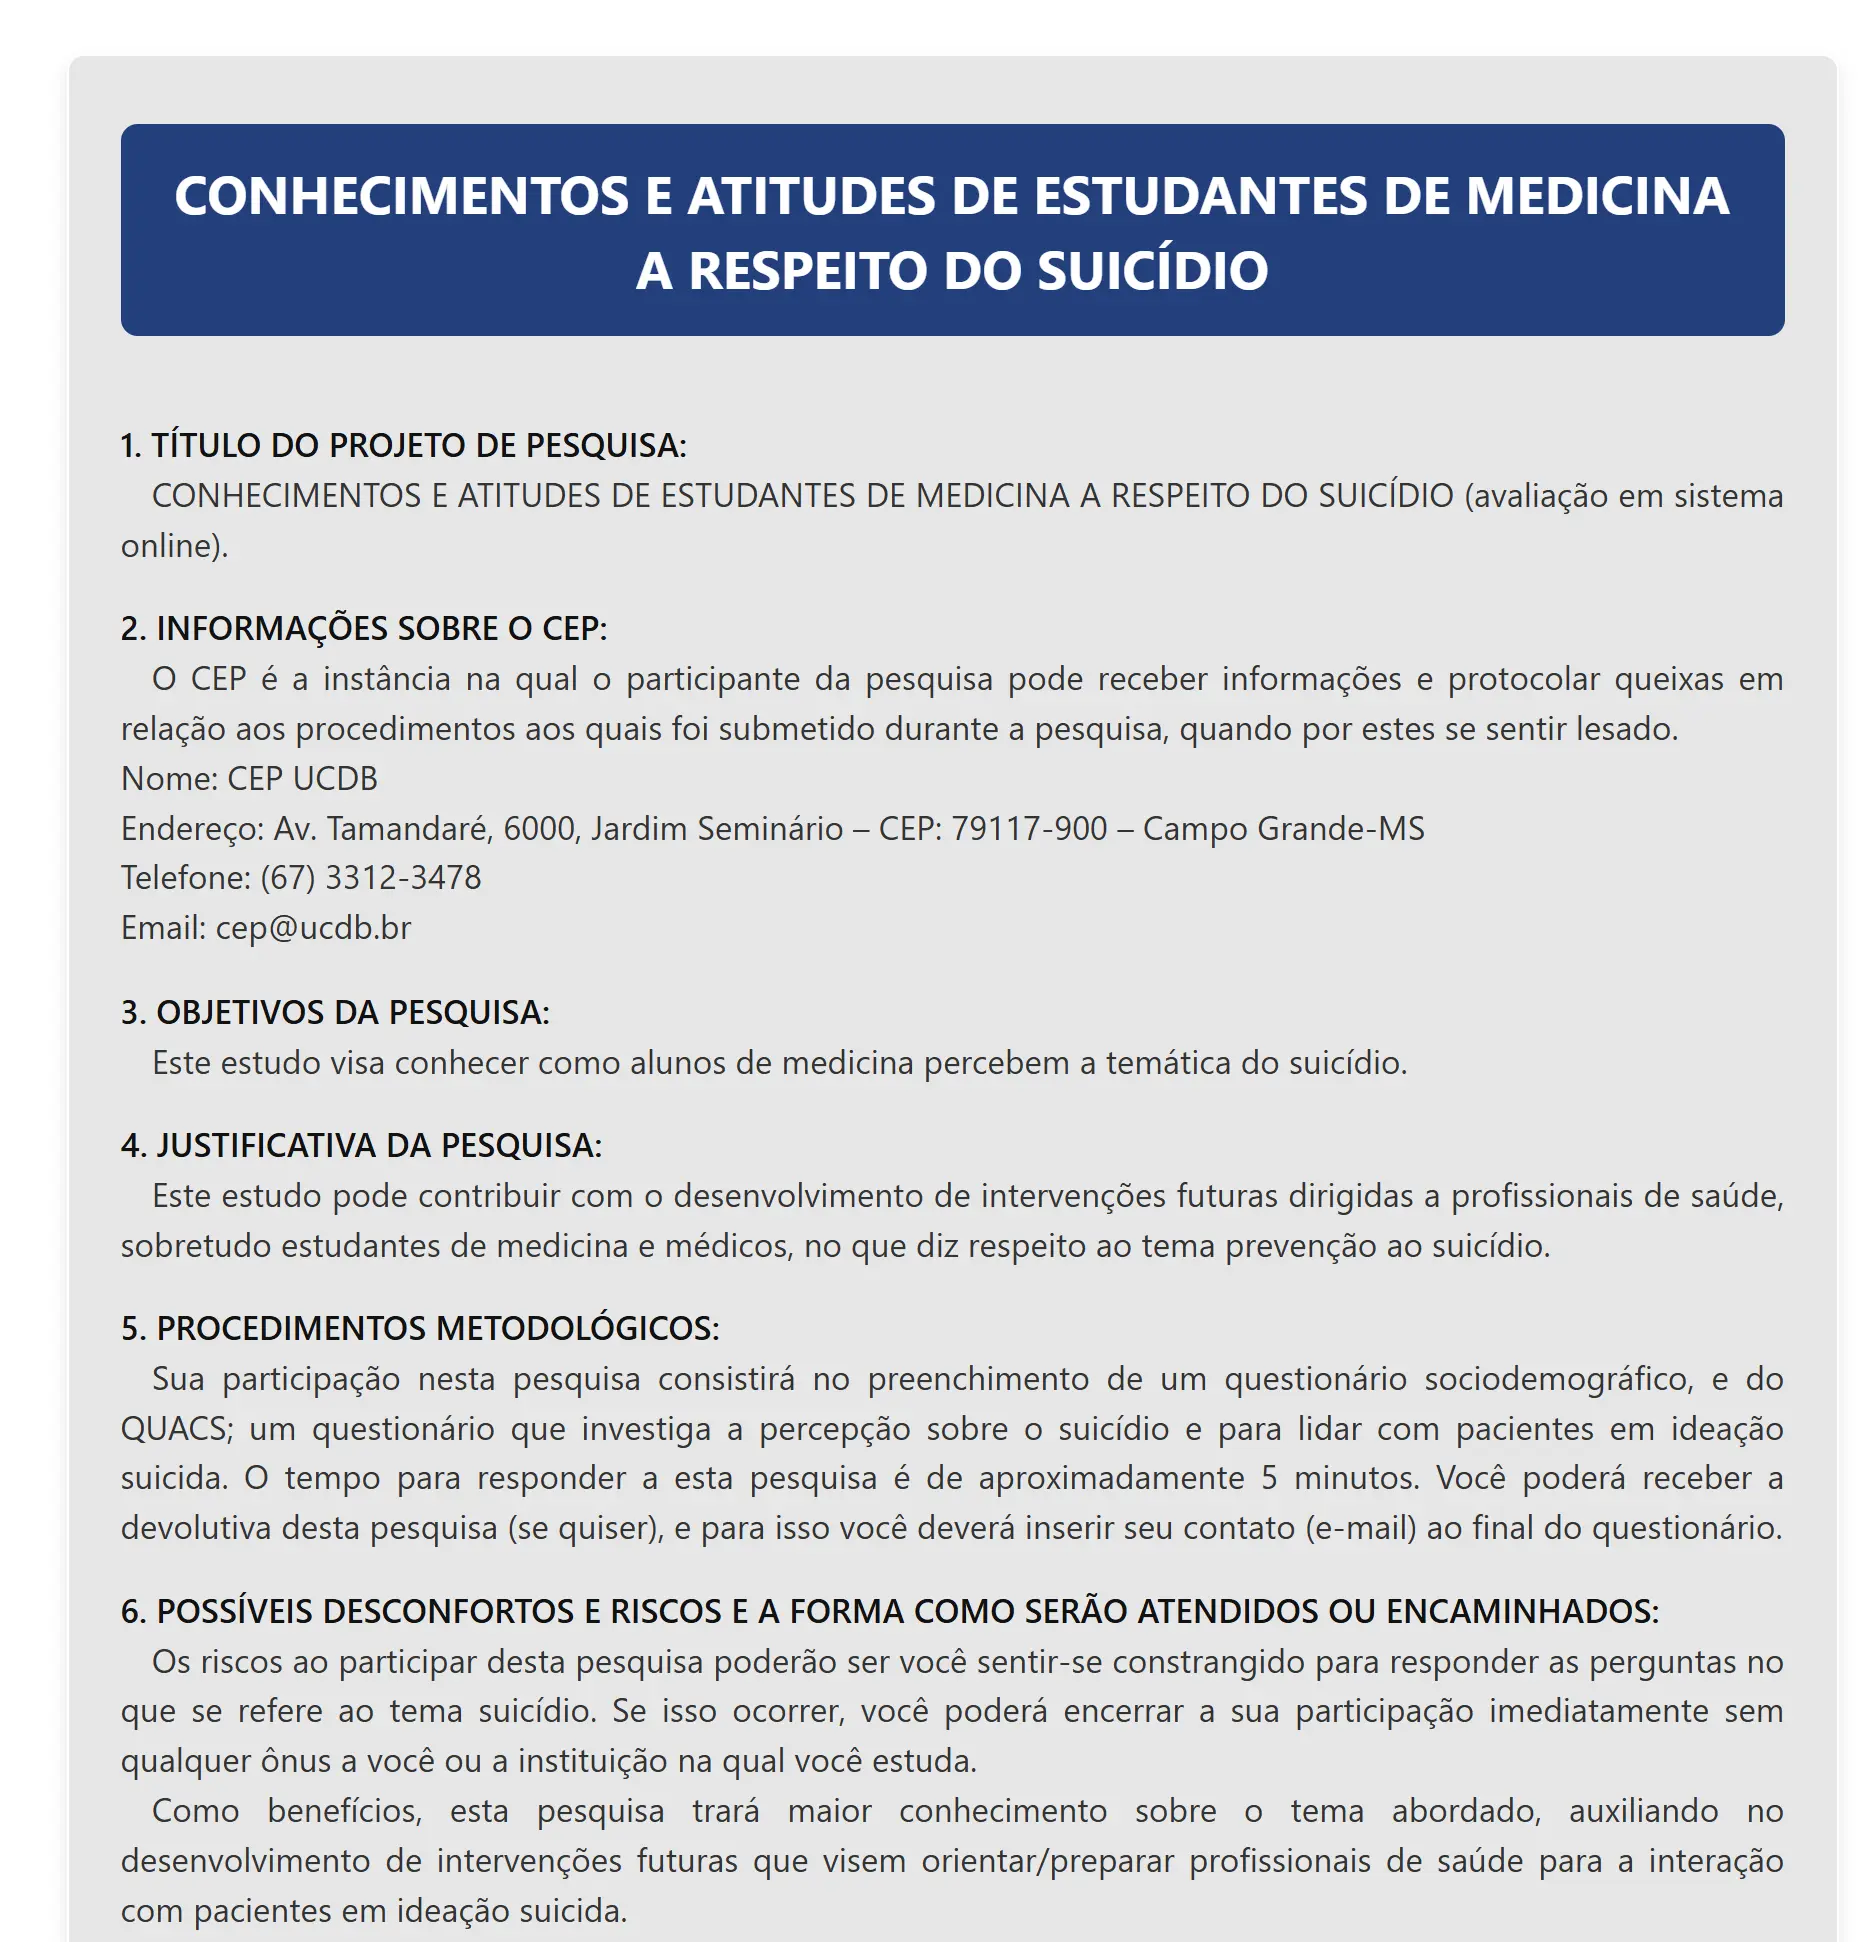 CONHECIMENTOS E ATITUDES DE ESTUDANTES DE MEDICINA
A RESPEITO DO SUICÍDIO
1. TÍTULO DO PROJETO DE PESQUISA:
CONHECIMENTOS E ATITUDES DE ESTUDANTES DE MEDICINA A RESPEITO DO SUICÍDIO (avaliação em sistema
online).
2. INFORMAÇÕES SOBRE O CEP:
O CEP é a instância na qual o participante da pesquisa pode receber informações e protocolar queixas em
relação aos procedimentos aos quais foi submetido durante a pesquisa, quando por estes se sentir lesado.
Nome: CEP UCDB
Endereço: Av. Tamandaré, 6000, Jardim Seminário – CEP: 79117-900 – Campo Grande-MS
Telefone: (67) 3312-3478
Email: cep@ucdb.br
3. OBJETIVOS DA PESQUISA:
Este estudo visa conhecer como alunos de medicina percebem a temática do suicídio.
4. JUSTIFICATIVA DA PESQUISA:
Este estudo pode contribuir com o desenvolvimento de intervenções futuras dirigidas a profissionais de saúde,
sobretudo estudantes de medicina e médicos, no que diz respeito ao tema prevenção ao suicídio.
5. PROCEDIMENTOS METODOLÓGICOS:
Sua participação nesta pesquisa consistirá no preenchimento de um questionário sociodemográfico, e do
QUACS; um questionário que investiga a percepção sobre o suicídio e para lidar com pacientes em ideação
suicida. O tempo para responder a esta pesquisa é de aproximadamente 5 minutos. Você poderá receber a
devolutiva desta pesquisa (se quiser), e para isso você deverá inserir seu contato (e-mail) ao final do questionário.
6. POSSÍVEIS DESCONFORTOS E RISCOS E A FORMA COMO SERÃO ATENDIDOS OU ENCAMINHADOS:
Os riscos ao participar desta pesquisa poderão ser você sentir-se constrangido para responder as perguntas no
que se refere ao tema suicídio. Se isso ocorrer, você poderá encerrar a sua participação imediatamente sem
qualquer ônus a você ou a instituição na qual você estuda.
Como benefícios, esta pesquisa trará maior conhecimento sobre o tema abordado, auxiliando no
desenvolvimento de intervenções futuras que visem orientar/preparar profissionais de saúde para a interação
com pacientes em ideação suicida.